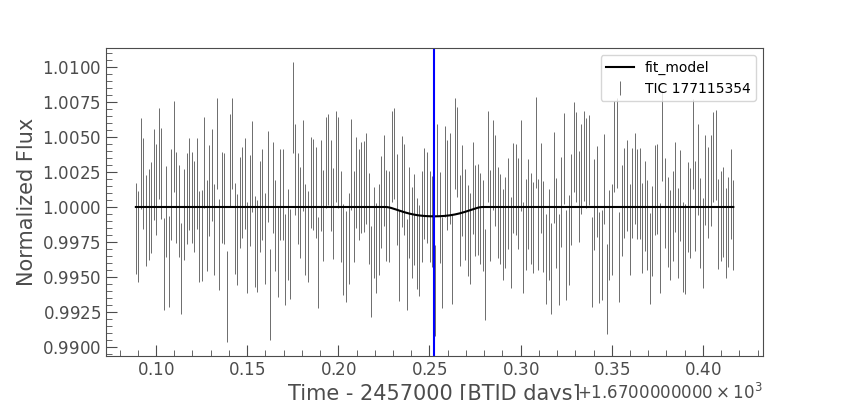 fit_model
TIC 177115354
Normalized Flux
1.0100
1.0075
1.0050
1.0025
1.0000
0.9975
0.9950
0.9925
0.9900
0.10 0.15 0.20 0.25 0.30 0.35 0.40
Time - 2457000 [BTJD days]
+1.6700000000 × 10³